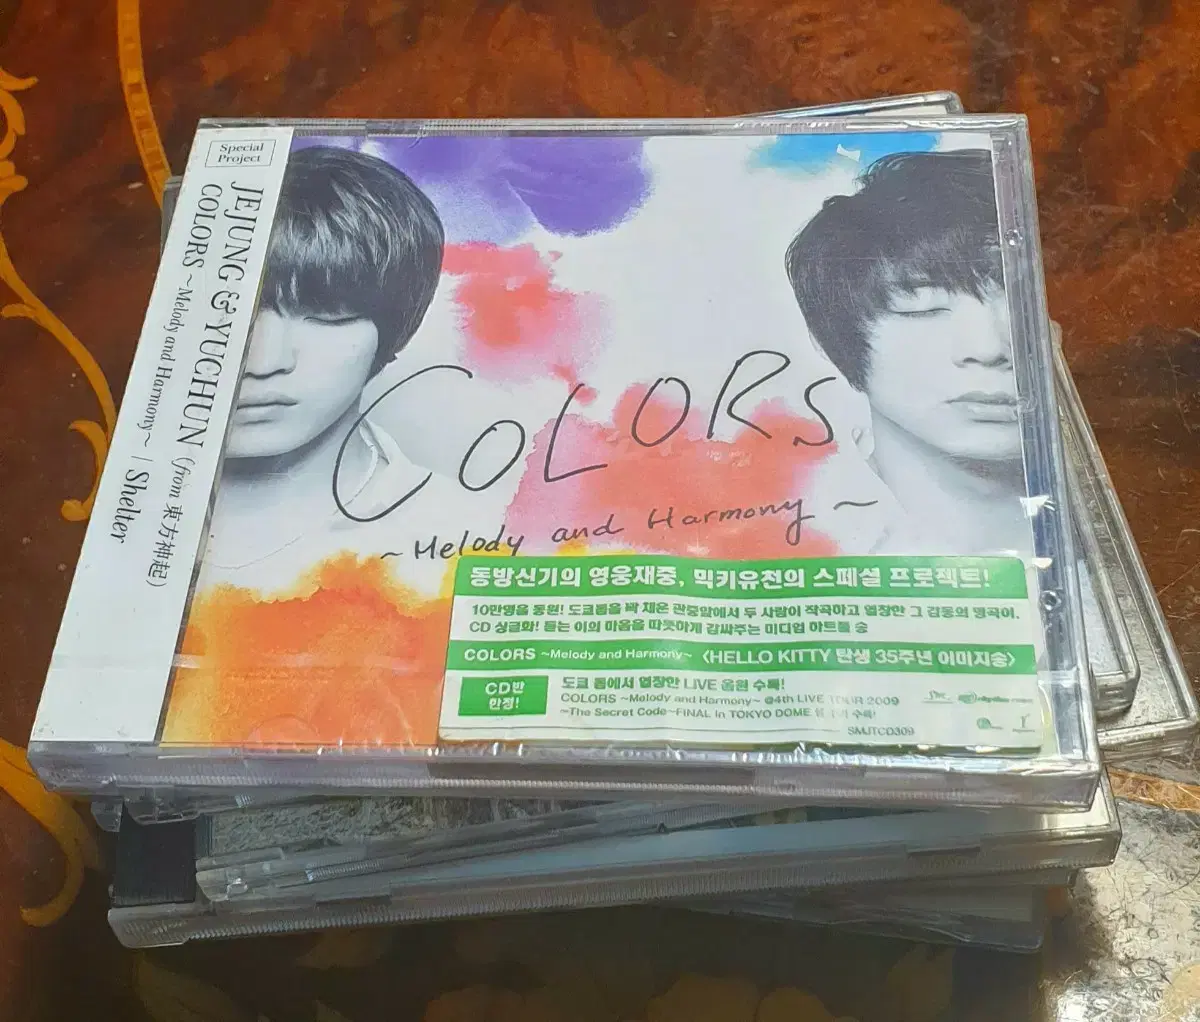 Special
Project
JEJUNG & YUCHUN (from 東方神起)
COLORS ~Melody and Harmony~ / Shelter
COLORS
~Melody and Harmony~
동방신기의 영웅재중, 믹키유천의 스페셜 프로젝트!
10만명을 동원! 도쿄돔을 꽉 채운 관중앞에서 두 사람이 작곡하고 열창한 그 감동의 명곡이,
CD 싱글화! 듣는 이의 마음을 따뜻하게 감싸주는 미디엄 하트풀 송
COLORS ~Melody and Harmony~ 〈HELLO KITTY 탄생 35주년 이미지송〉
CD반
한정!
도쿄 돔에서 열창한 LIVE 음원 수록!
COLORS ~Melody and Harmony~ @4th LIVE TOUR 2009
~The Secret Code~FINAL in TOKYO DOME 수록!
SMJTCD309